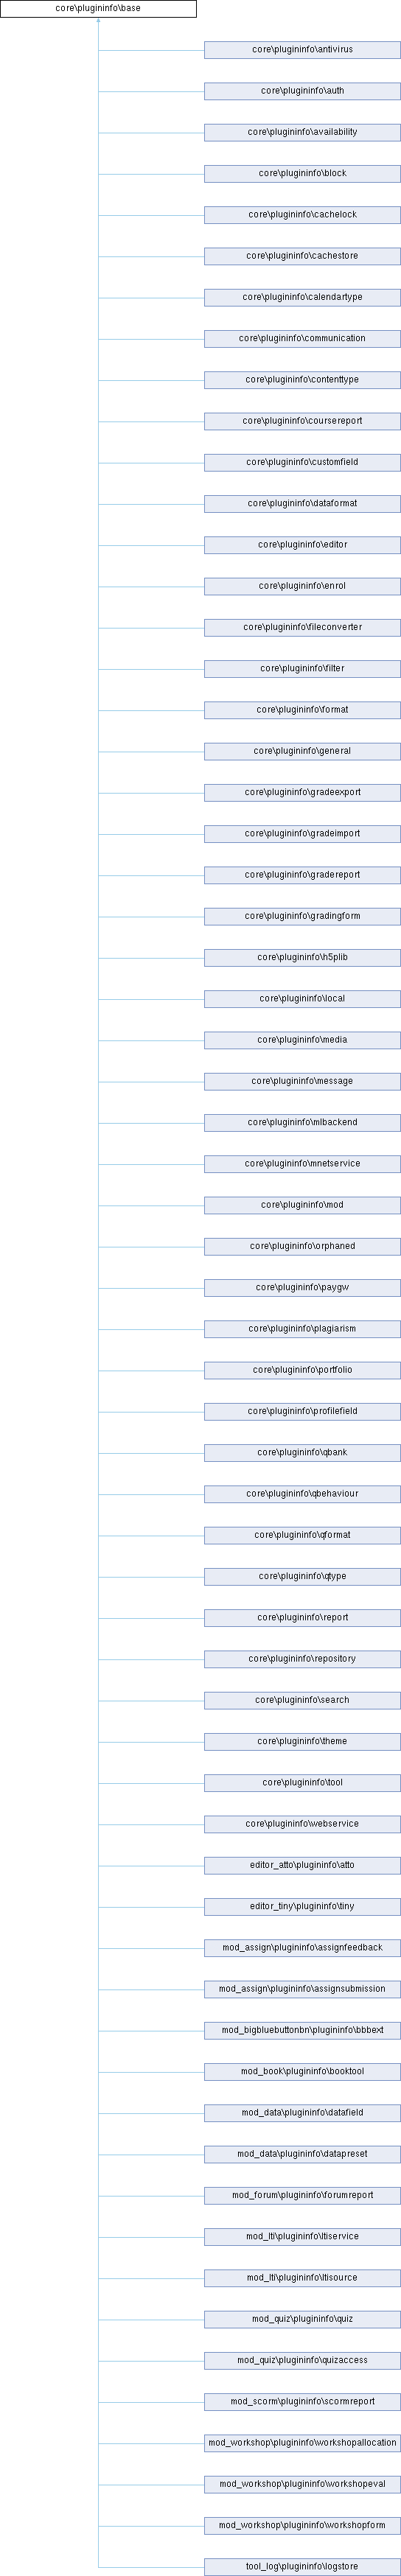 core\plugininfo\base
core\plugininfo\antivirus
core\plugininfo\auth
core\plugininfo\availability
core\plugininfo\block
core\plugininfo\cachelock
core\plugininfo\cachestore
core\plugininfo\calendartype
core\plugininfo\communication
core\plugininfo\contenttype
core\plugininfo\coursereport
core\plugininfo\customfield
core\plugininfo\dataformat
core\plugininfo\editor
core\plugininfo\enrol
core\plugininfo\fileconverter
core\plugininfo\filter
core\plugininfo\format
core\plugininfo\general
core\plugininfo\gradeexport
core\plugininfo\gradeimport
core\plugininfo\gradereport
core\plugininfo\gradingform
core\plugininfo\h5plib
core\plugininfo\local
core\plugininfo\media
core\plugininfo\message
core\plugininfo\mlbackend
core\plugininfo\mnetservice
core\plugininfo\mod
core\plugininfo\orphaned
core\plugininfo\paygw
core\plugininfo\plagiarism
core\plugininfo\portfolio
core\plugininfo\profilefield
core\plugininfo\qbank
core\plugininfo\qbehaviour
core\plugininfo\qformat
core\plugininfo\qtype
core\plugininfo\report
core\plugininfo\repository
core\plugininfo\search
core\plugininfo\theme
core\plugininfo\tool
core\plugininfo\webservice
editor_atto\plugininfo\atto
editor_tiny\plugininfo\tiny
mod_assign\plugininfo\assignfeedback
mod_assign\plugininfo\assignsubmission
mod_bigbluebuttonbn\plugininfo\bbbext
mod_book\plugininfo\booktool
mod_data\plugininfo\datafield
mod_data\plugininfo\datapreset
mod_forum\plugininfo\forumreport
mod_lti\plugininfo\ltiservice
mod_lti\plugininfo\ltisource
mod_quiz\plugininfo\quiz
mod_quiz\plugininfo\quizaccess
mod_scorm\plugininfo\scormreport
mod_workshop\plugininfo\workshopallocation
mod_workshop\plugininfo\workshopeval
mod_workshop\plugininfo\workshopform
tool_log\plugininfo\logstore